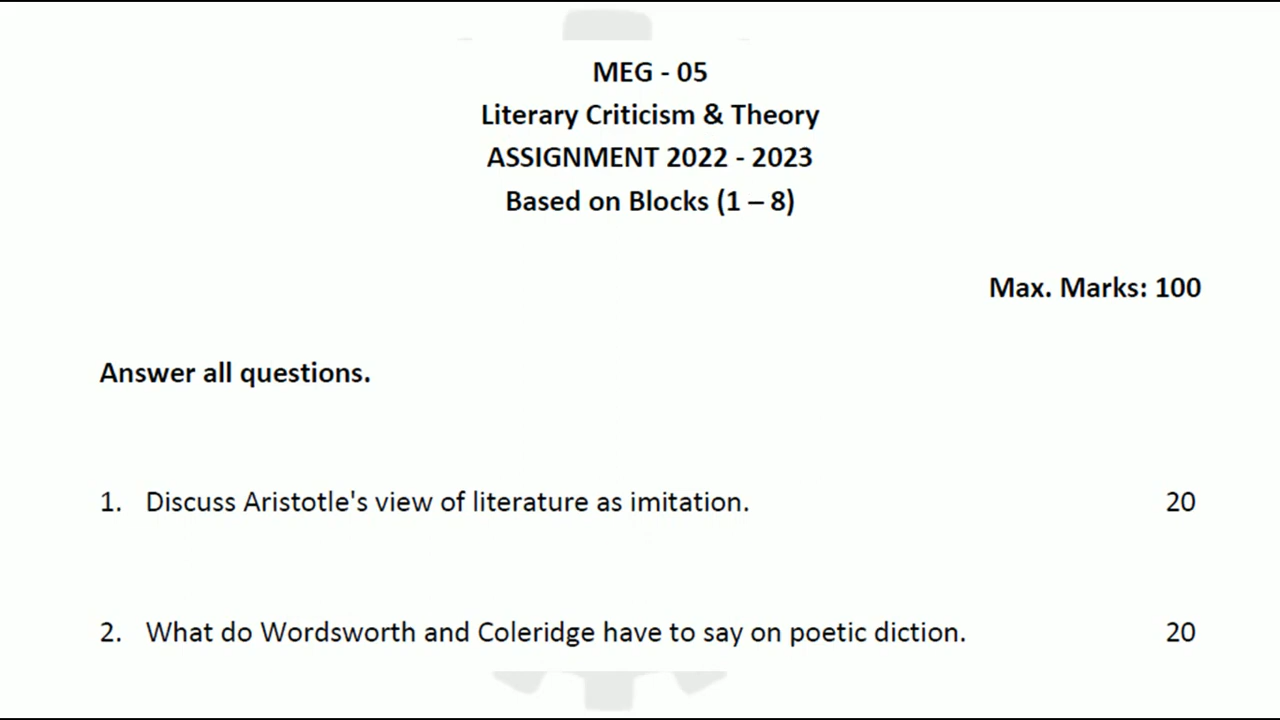 MEG - 05
Literary Criticism & Theory
ASSIGNMENT 2022 - 2023
Based on Blocks (1 – 8)
Max. Marks: 100
Answer all questions.
1. Discuss Aristotle's view of literature as imitation. 20
2. What do Wordsworth and Coleridge have to say on poetic diction. 20